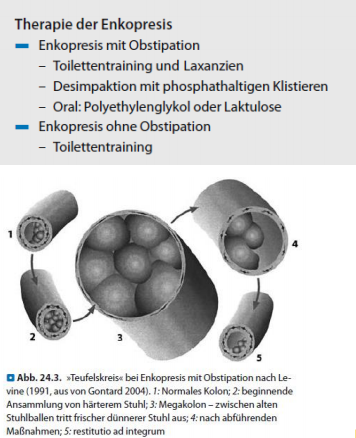 Therapie der Enkopresis
Enkopresis mit Obstipation
– Toilettentraining und Laxanzien
– Desimpaktion mit phosphathaltigen Klistieren
– Oral: Polyethylenglykol oder Laktulose
Enkopresis ohne Obstipation
– Toilettentraining
1
2
3
4
5
Abb. 24.3. »Teufelskreis« bei Enkopresis mit Obstipation nach Le-
vine (1991, aus von Gontard 2004). 1: Normales Kolon; 2: beginnende
Ansammlung von härterem Stuhl; 3: Megakolon – zwischen alten
Stuhlballen tritt frischer dünnerer Stuhl aus; 4: nach abführenden
Maßnahmen; 5: restitutio ad integrum